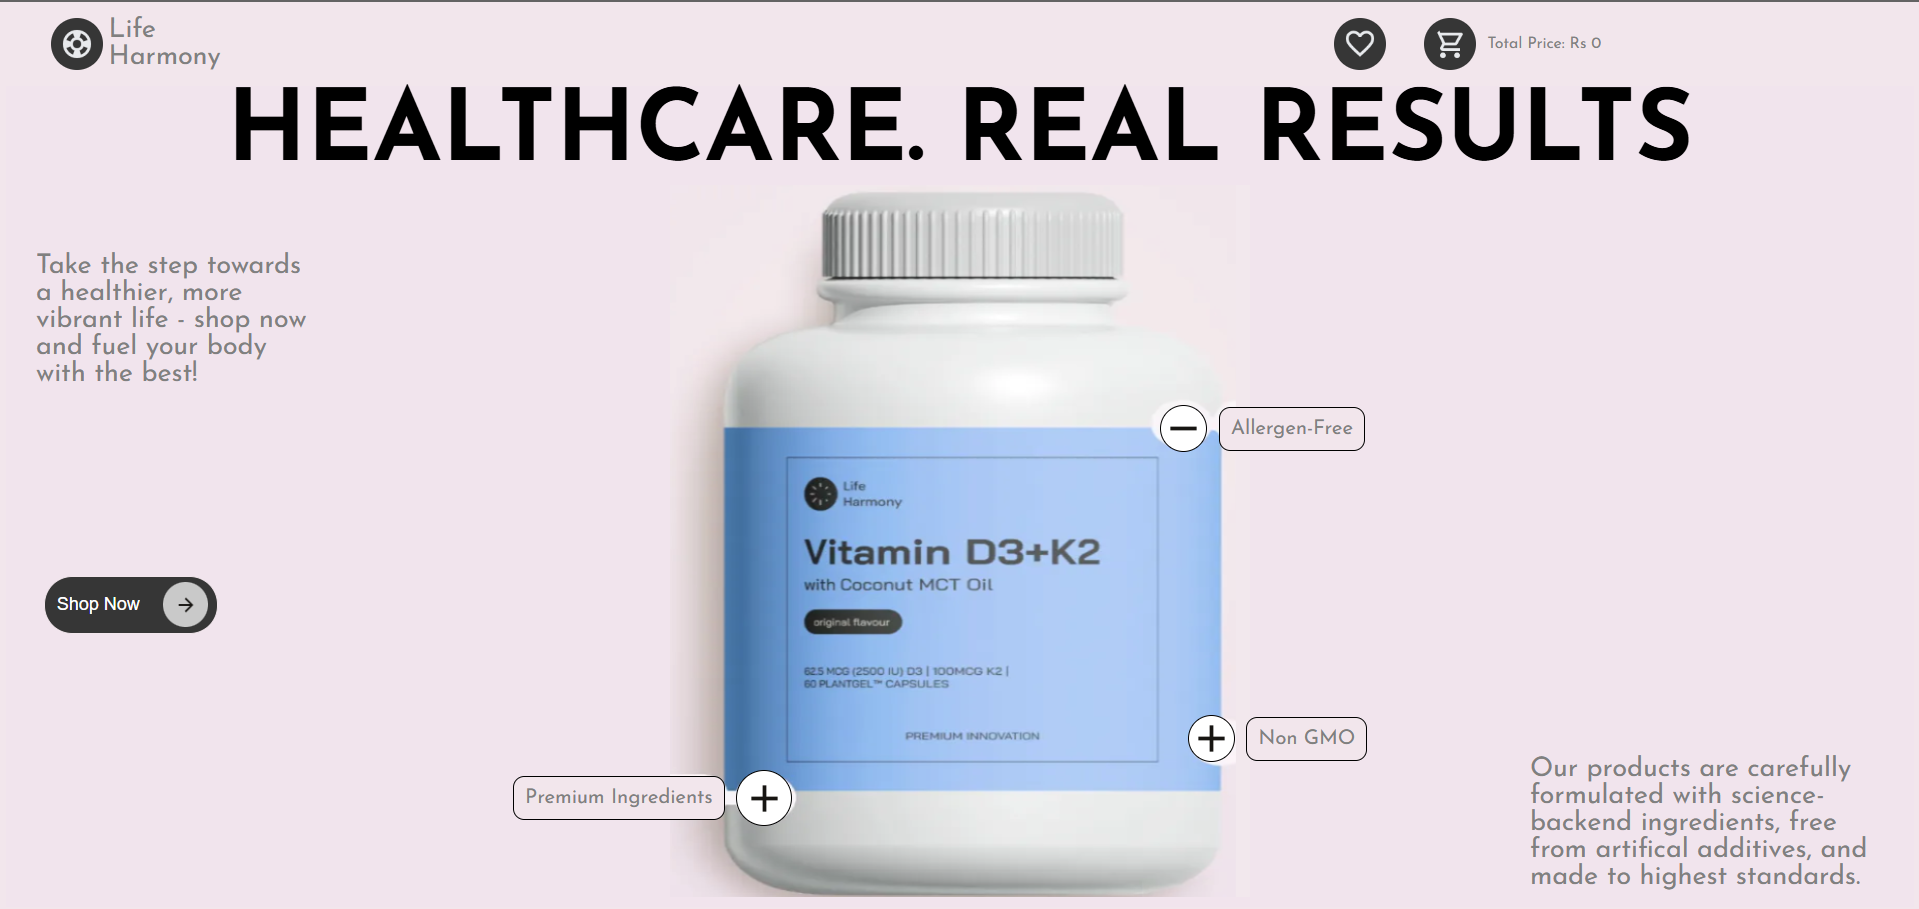 Life
Harmony
Total Price: Rs 0
HEALTHCARE. REAL RESULTS
Take the step towards
a healthier, more
vibrant life - shop now
and fuel your body
with the best!
Shop Now
Allergen-Free
Life
Harmony
Vitamin D3+K2
with Coconut MCT Oil
original flavour
62.5 MCG (2500 IU) D3 | 100MCG K2 |
60 PLANTGEL™ CAPSULES
PREMIUM INNOVATION
Non GMO
Premium Ingredients
Our products are carefully
formulated with science-
backend ingredients, free
from artifical additives, and
made to highest standards.